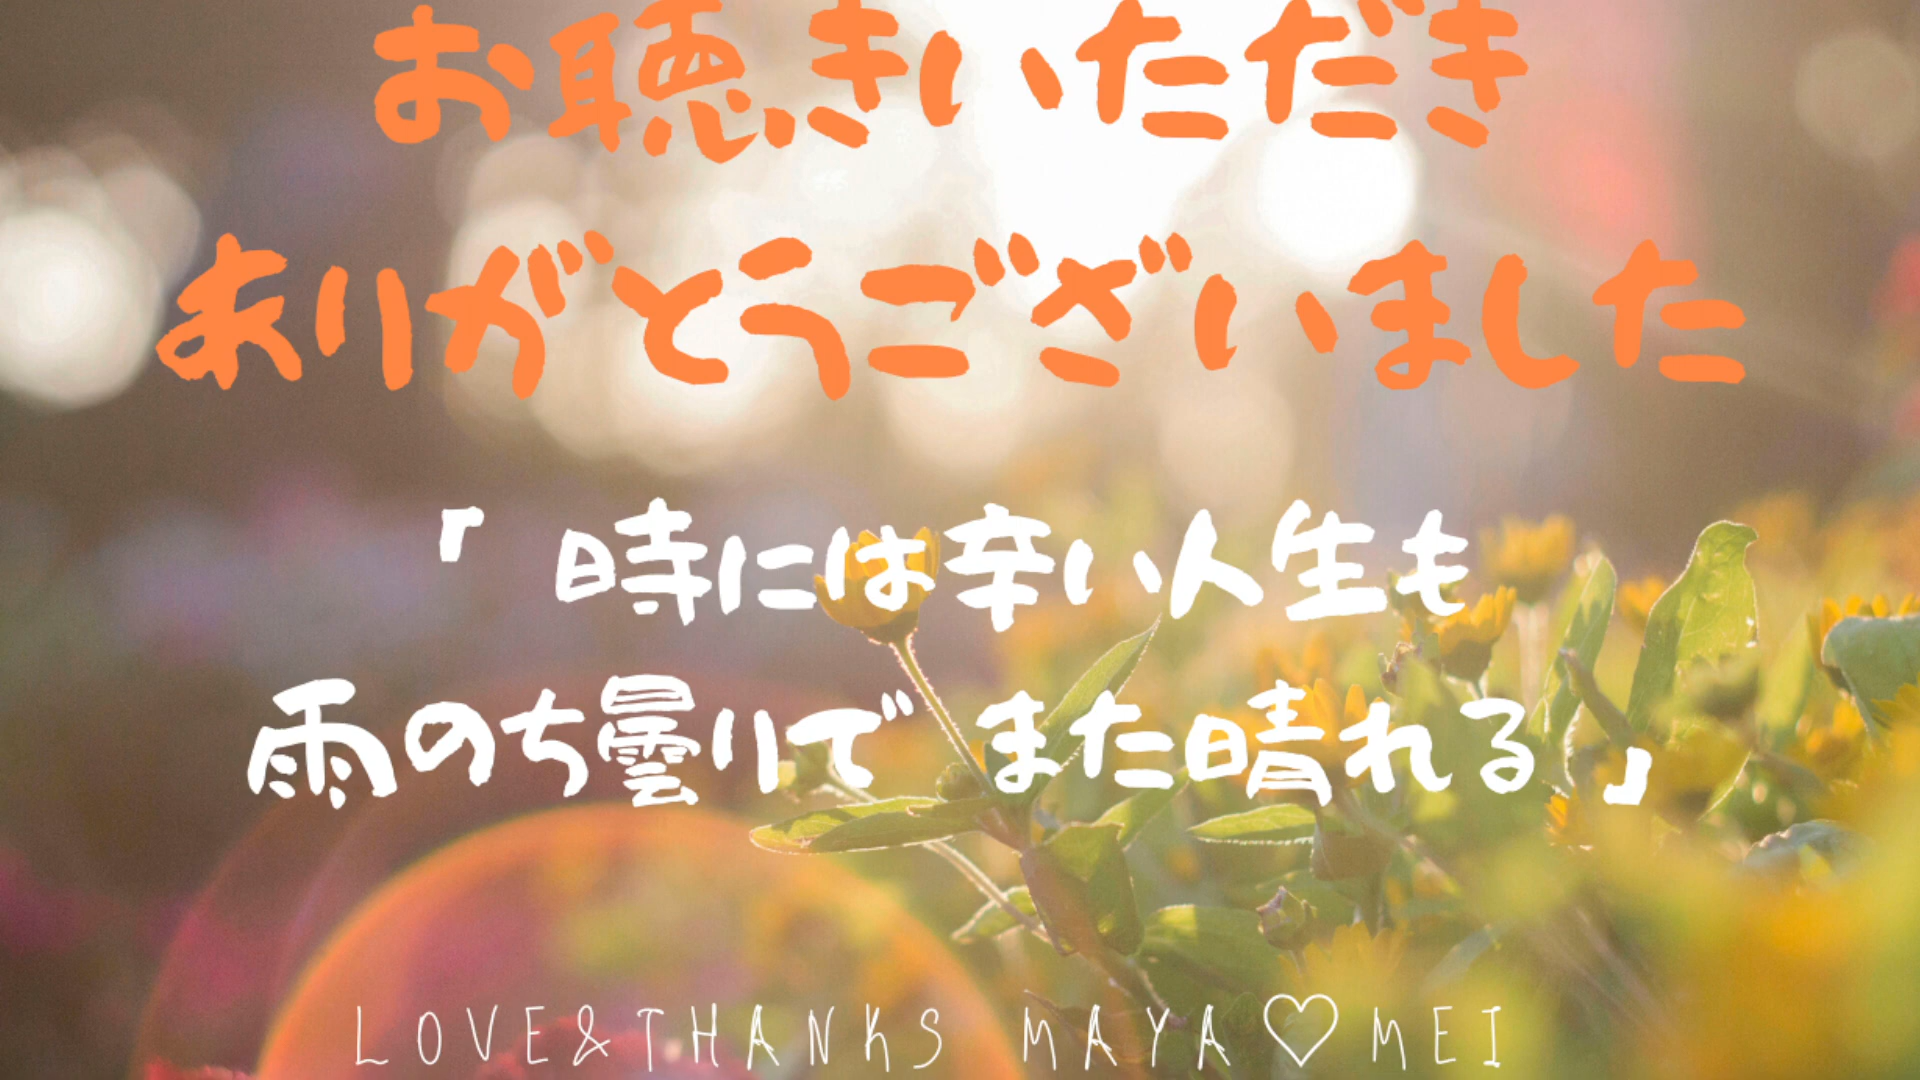 お聴きいただき
ありがとうございました
「 時には辛い人生も
雨のち曇りで また晴れる 」
LOVE&THANKS MAYA♡MEI